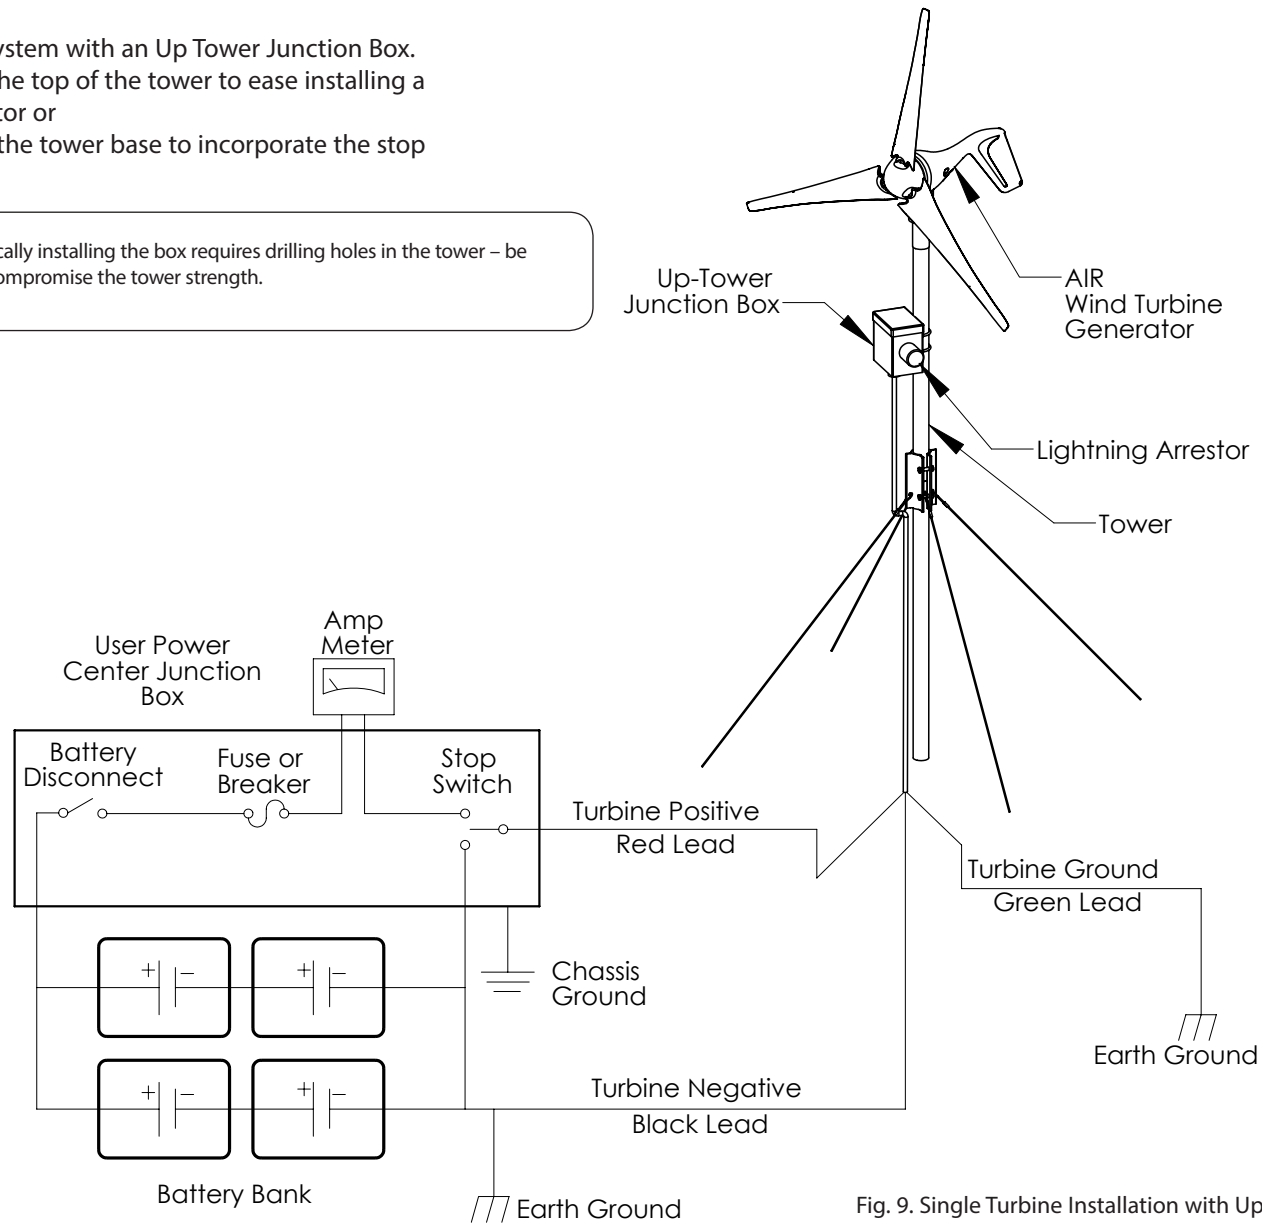 ystem with an Up Tower Junction Box.
he top of the tower to ease installing a
tor or
the tower base to incorporate the stop
cally installing the box requires drilling holes in the tower – be
ompromise the tower strength.
Up-Tower
Junction Box
AIR
Wind Turbine
Generator
Lightning Arrestor
Tower
Amp
Meter
User Power
Center Junction
Box
Battery
Disconnect
Fuse or
Breaker
Stop
Switch
Turbine Positive
Red Lead
Turbine Ground
Green Lead
Chassis
Ground
Earth Ground
+ – + –
Turbine Negative
Black Lead
+ – + –
Battery Bank
Earth Ground
Fig. 9. Single Turbine Installation with Up